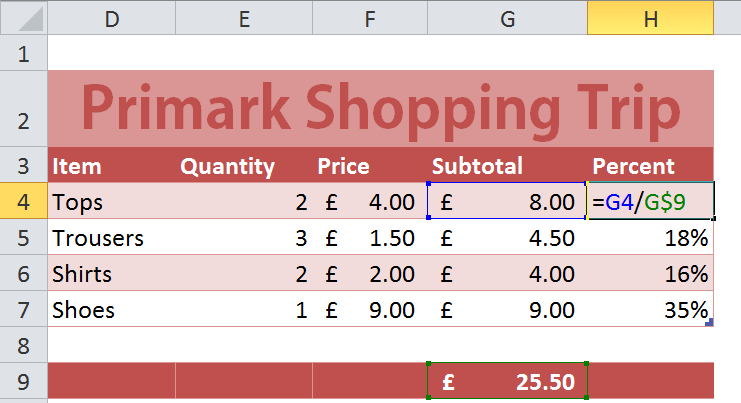 D E F G H
1
2 Primark Shopping Trip
3 Item Quantity Price Subtotal Percent
4 Tops 2 £ 4.00 £ 8.00 =G4/G$9
5 Trousers 3 £ 1.50 £ 4.50 18%
6 Shirts 2 £ 2.00 £ 4.00 16%
7 Shoes 1 £ 9.00 £ 9.00 35%
8
9 £ 25.50